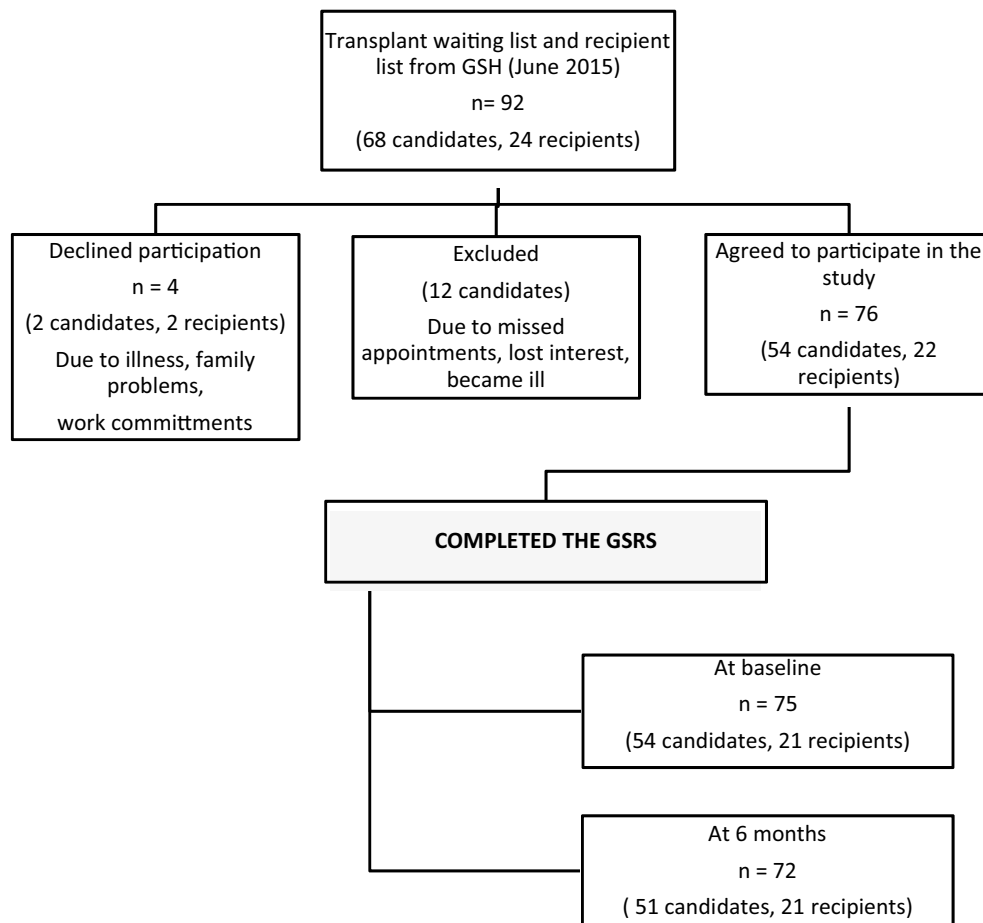 Transplant waiting list and recipient
list from GSH (June 2015)
n= 92
(68 candidates, 24 recipients)
Declined participation
n = 4
(2 candidates, 2 recipients)
Due to illness, family
problems,
work committments
Excluded
(12 candidates)
Due to missed
appointments, lost interest,
became ill
Agreed to participate in the
study
n = 76
(54 candidates, 22
recipients)
COMPLETED THE GSRS
At baseline
n = 75
(54 candidates, 21 recipients)
At 6 months
n = 72
( 51 candidates, 21 recipients)